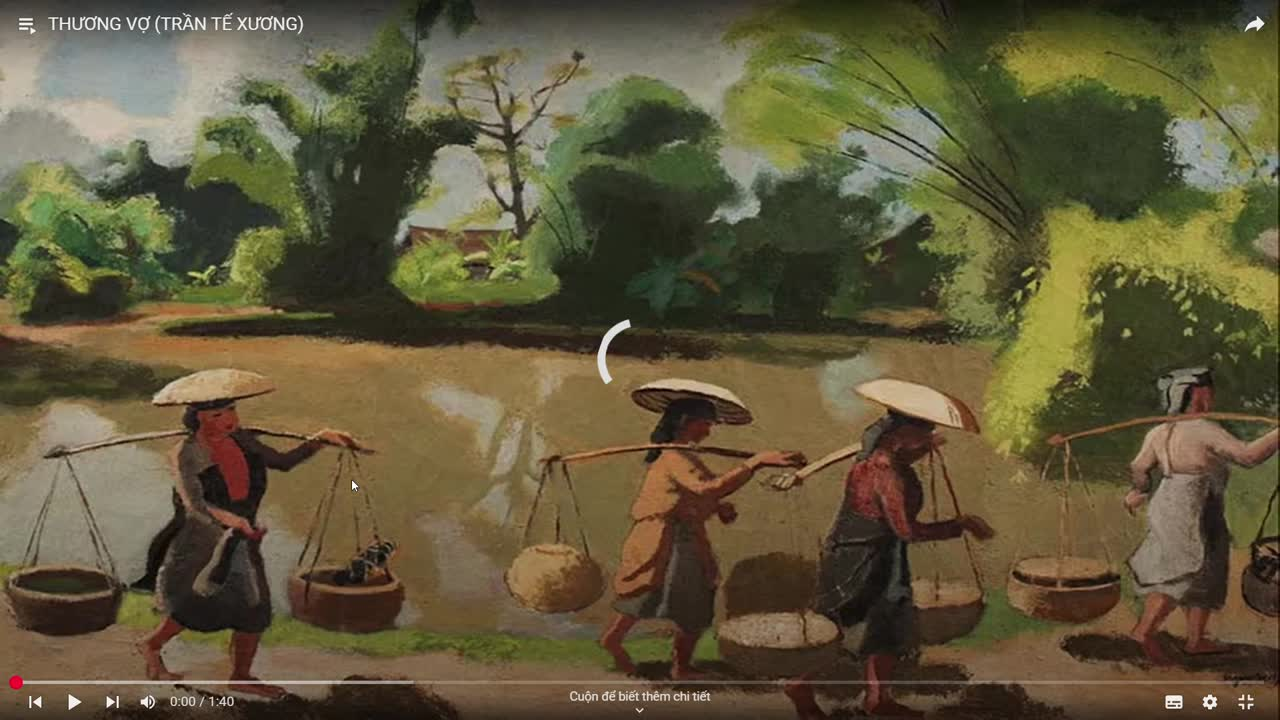 THƯƠNG VỢ (TRẦN TẾ XƯƠNG)
0:00 / 1:40
Cuộn để biết thêm chi tiết